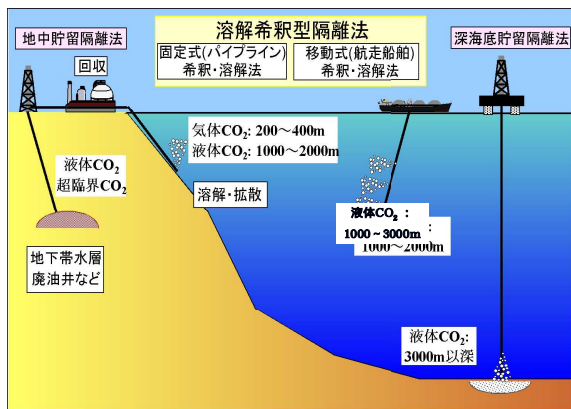 溶解希釈型隔離法
地中貯留隔離法
深海底貯留隔離法
固定式(パイプライン)
希釈・溶解法
移動式(航走船舶)
希釈・溶解法
回収
気体CO2: 200～400m
液体CO2: 1000～2000m
液体CO2
超臨界CO2
溶解・拡散
液体CO2 :
1000～3000m
1000～2000m
地下帯水層
廃油井など
液体CO2:
3000m以深